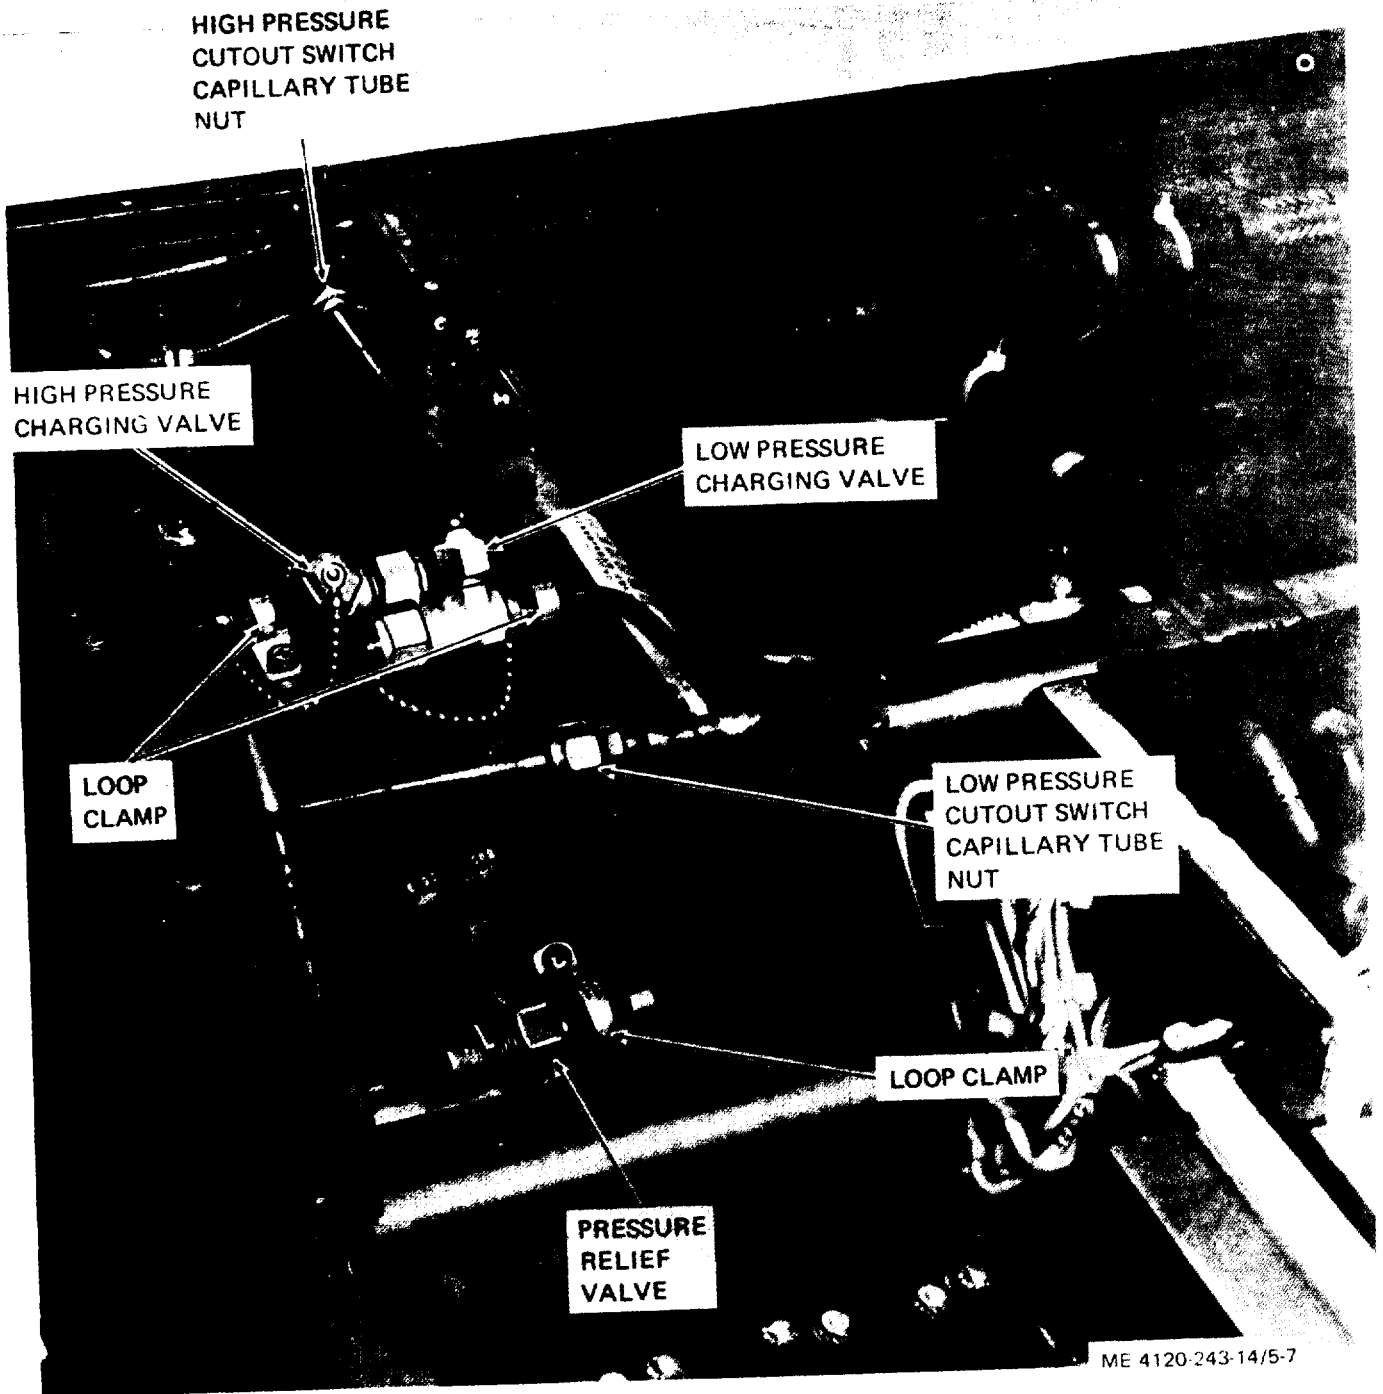 HIGH PRESSURE
CUTOUT SWITCH
CAPILLARY TUBE
NUT
HIGH PRESSURE
CHARGING VALVE
LOW PRESSURE
CHARGING VALVE
LOOP
CLAMP
LOW PRESSURE
CUTOUT SWITCH
CAPILLARY TUBE
NUT
LOOP CLAMP
PRESSURE
RELIEF
VALVE
ME 4120-243-14/5-7